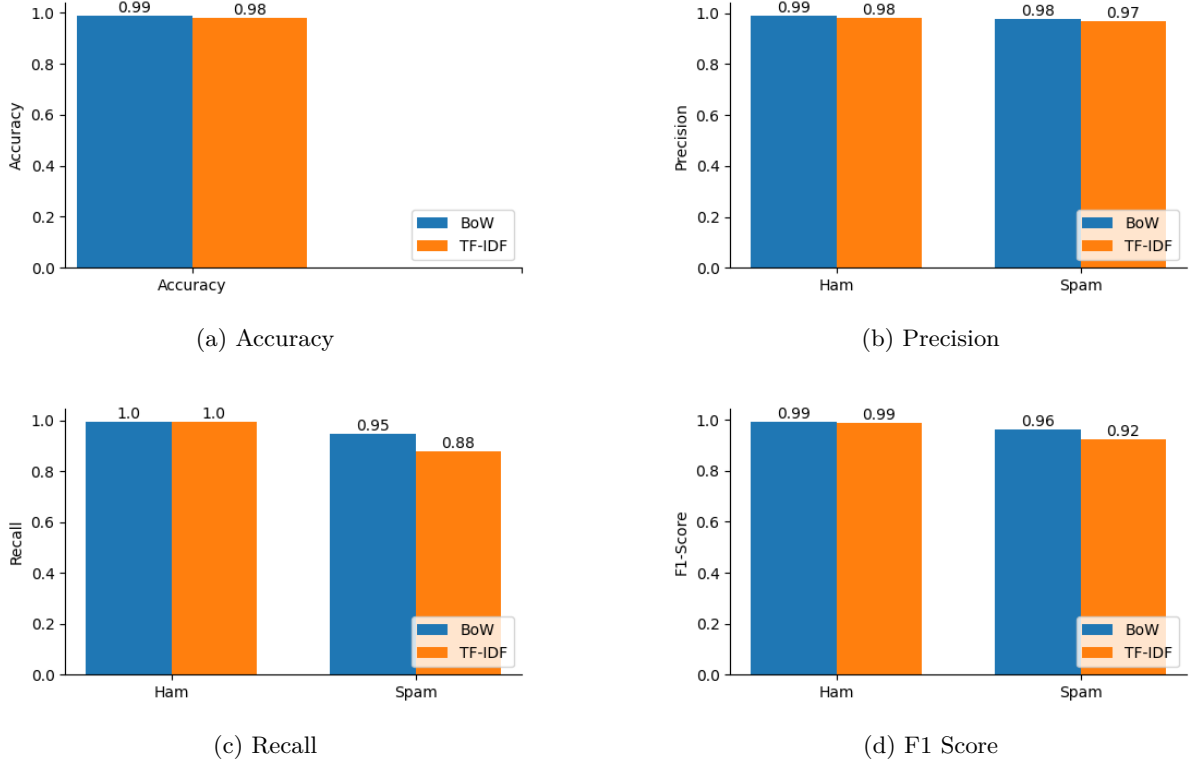 0.99 0.98
1.0
0.8
0.6
0.4
0.2
0.0
Accuracy
BoW
TF-IDF
Accuracy
(a) Accuracy
0.99 0.98 0.98 0.97
1.0
0.8
0.6
0.4
0.2
0.0
Precision
BoW
TF-IDF
Ham Spam
(b) Precision
1.0 1.0 0.95 0.88
1.0
0.8
0.6
0.4
0.2
0.0
Recall
BoW
TF-IDF
Ham Spam
(c) Recall
0.99 0.99 0.96 0.92
1.0
0.8
0.6
0.4
0.2
0.0
F1-Score
BoW
TF-IDF
Ham Spam
(d) F1 Score